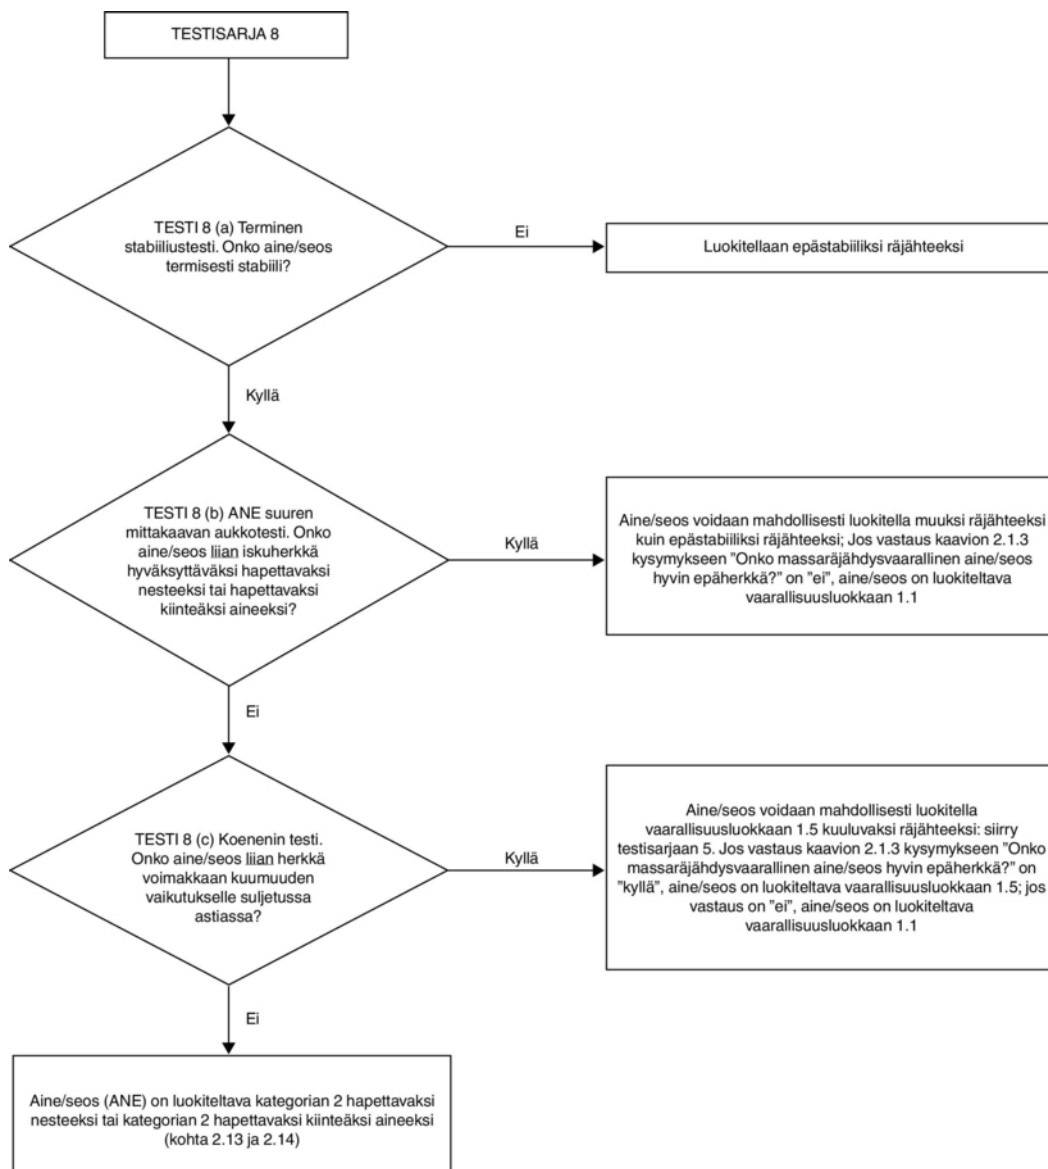 TESTISARJA 8
TESTI 8 (a) Terminen
stabiiliustesti. Onko aine/seos
termisesti stabiili?
Ei
Luokitellaan epästabiiliksi räjähteeksi
Kyllä
TESTI 8 (b) ANE suuren
mittakaavan aukkotesti. Onko
aine/seos liian iskuherkkä
hyväksyttäväksi hapettavaksi
nesteeksi tai hapettavaksi
kiinteäksi aineeksi?
Kyllä
Aine/seos voidaan mahdollisesti luokitella muuksi räjähteeksi
kuin epästabiiliksi räjähteeksi; Jos vastaus kaavion 2.1.3
kysymykseen ”Onko massaräjähdysvaarallinen aine/seos
hyvin epäherkkä?” on ”ei”, aine/seos on luokiteltava
vaarallisuusluokkaan 1.1
Ei
TESTI 8 (c) Koenenin testi.
Onko aine/seos liian herkkä
voimakkaan kuumuuden
vaikutukselle suljetussa
astiassa?
Kyllä
Aine/seos voidaan mahdollisesti luokitella
vaarallisuusluokkaan 1.5 kuuluvaksi räjähteeksi: siirry
testisarjaan 5. Jos vastaus kaavion 2.1.3 kysymykseen ”Onko
massaräjähdysvaarallinen aine/seos hyvin epäherkkä?” on
”kyllä”, aine/seos on luokiteltava vaarallisuusluokkaan 1.5; jos
vastaus on ”ei”, aine/seos on luokiteltava
vaarallisuusluokkaan 1.1
Ei
Aine/seos (ANE) on luokiteltava kategorian 2 hapettavaksi
nesteeksi tai kategorian 2 hapettavaksi kiinteäksi aineeksi
(kohta 2.13 ja 2.14)